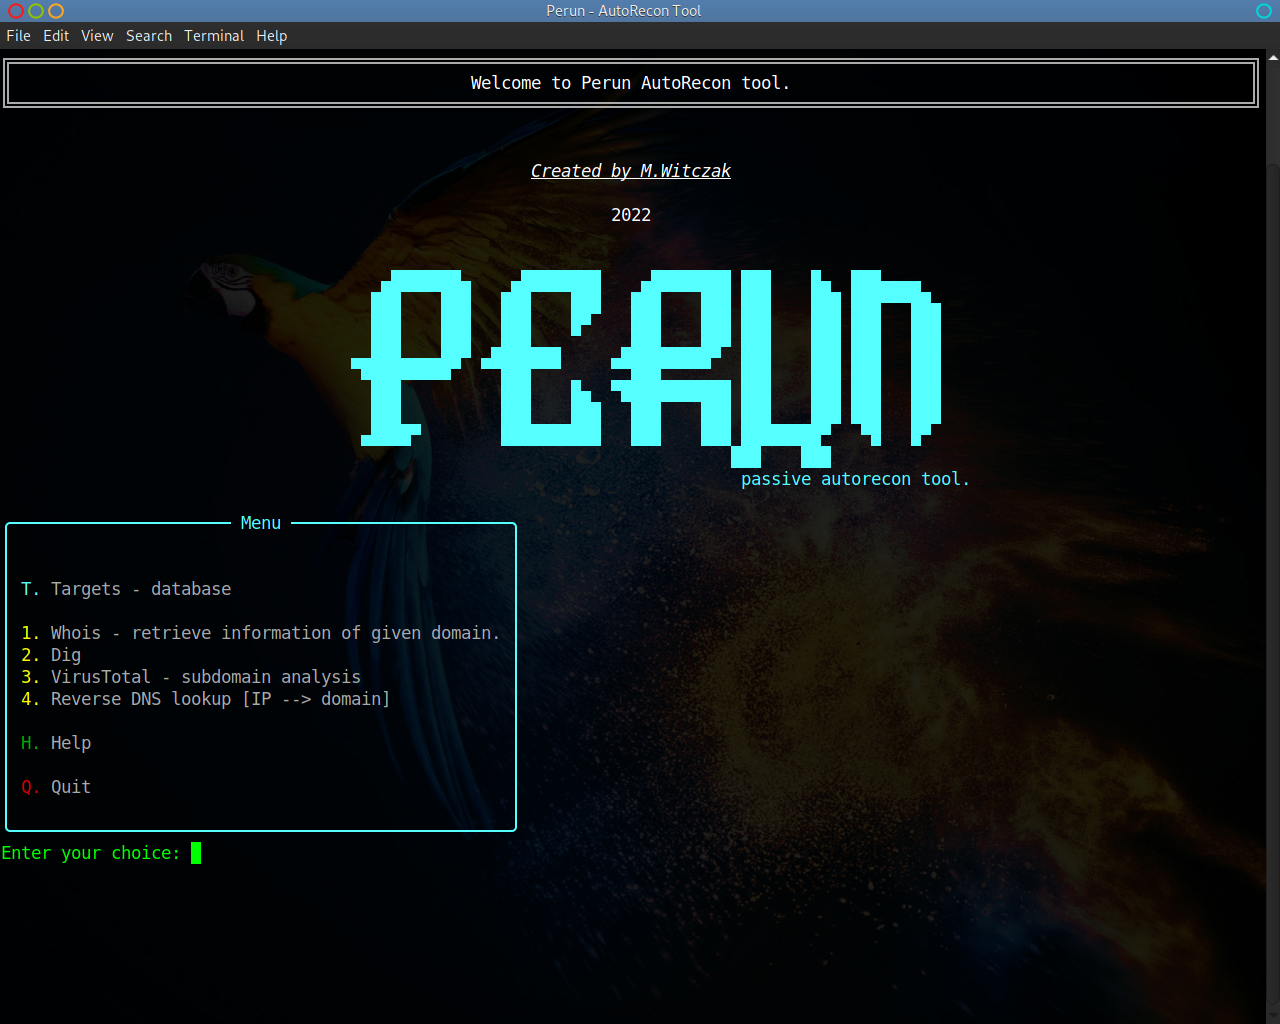 Perun - AutoRecon Tool
File Edit View Search Terminal Help
Welcome to Perun AutoRecon tool.
Created by M.Witczak
2022
PERUN
passive autorecon tool.
Menu
T. Targets - database
1. Whois - retrieve information of given domain.
2. Dig
3. VirusTotal - subdomain analysis
4. Reverse DNS lookup [IP --> domain]
H. Help
Q. Quit
Enter your choice: